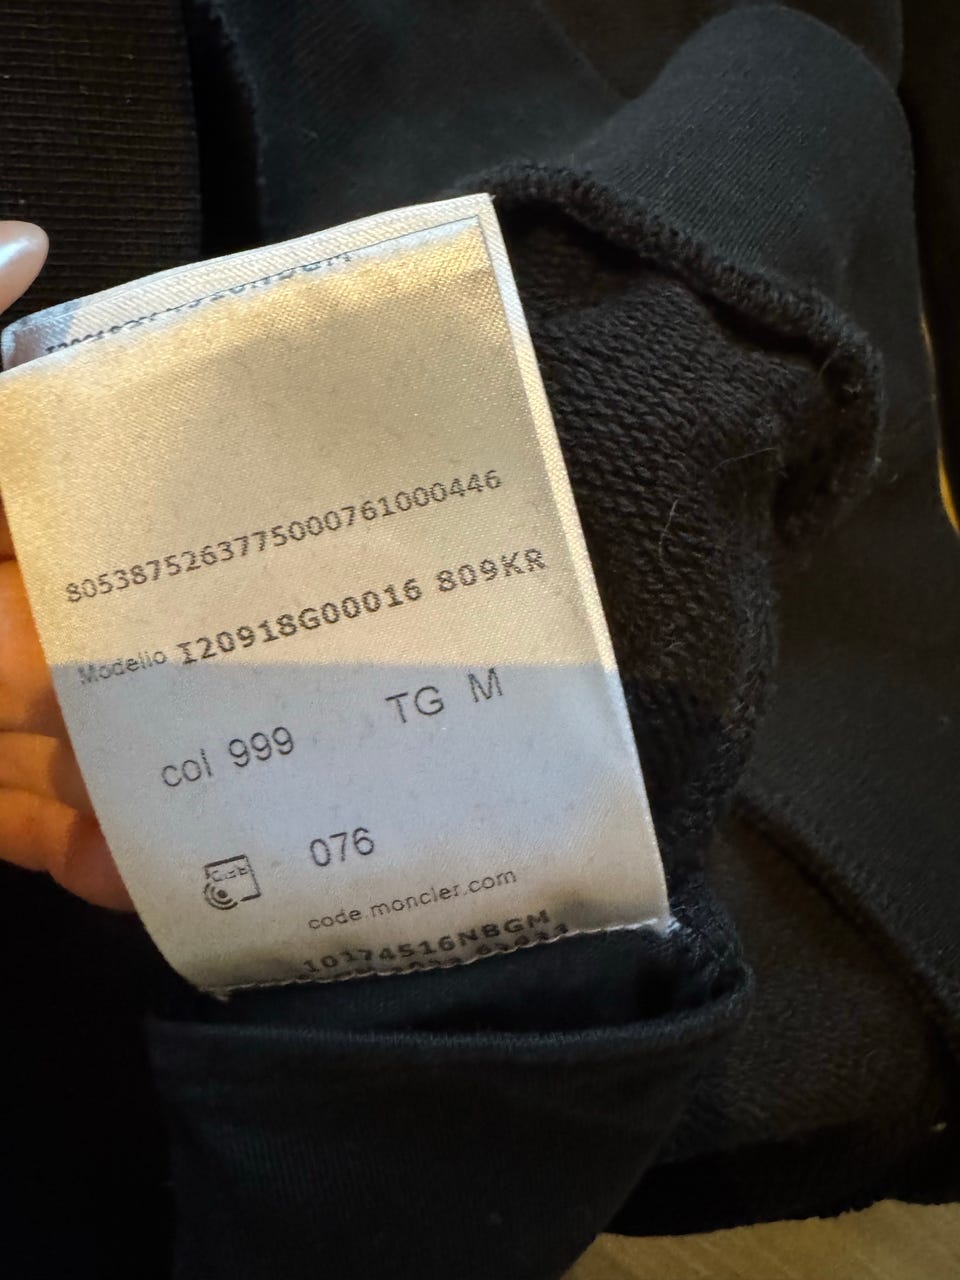 8053875263775000761000446
Modello I20918G00016 809KR
col 999 TG M
076
code.moncler.com
10174516NBGM